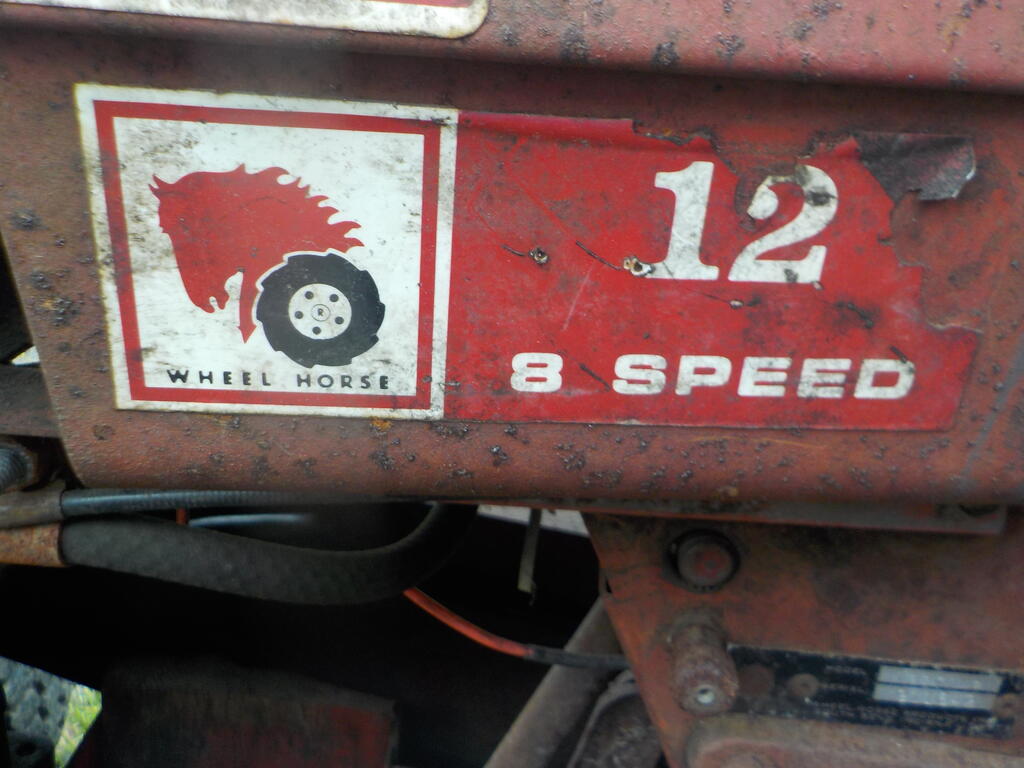 12
8 SPEED
R
WHEEL HORSE